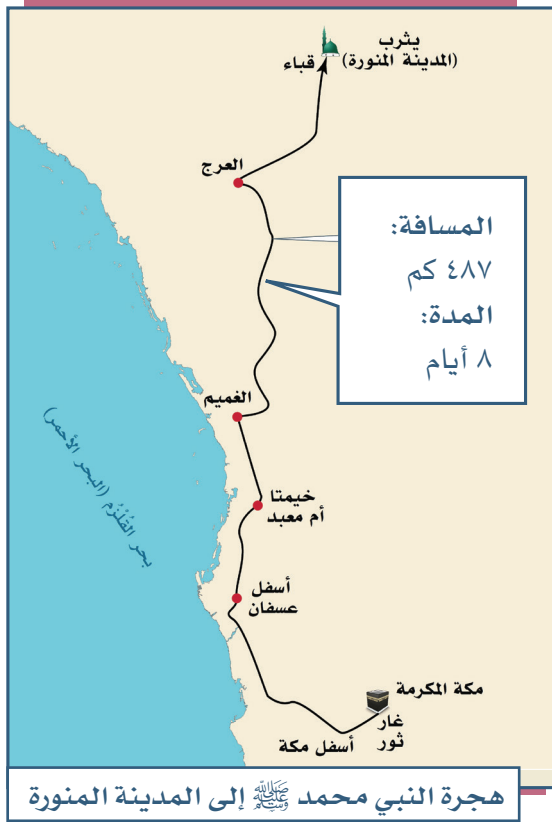 يثرب
(المدينة المنورة)
قباء
العرج
المسافة:
٤٨٧ كم
المدة:
٨ أيام
الغميم
خيمتا
أم معبد
بحر القُلْزُم (البحر الأحمر)
أسفل
عسفان
مكة المكرمة
غار
ثور
أسفل مكة
هجرة النبي محمد ﷺ إلى المدينة المنورة